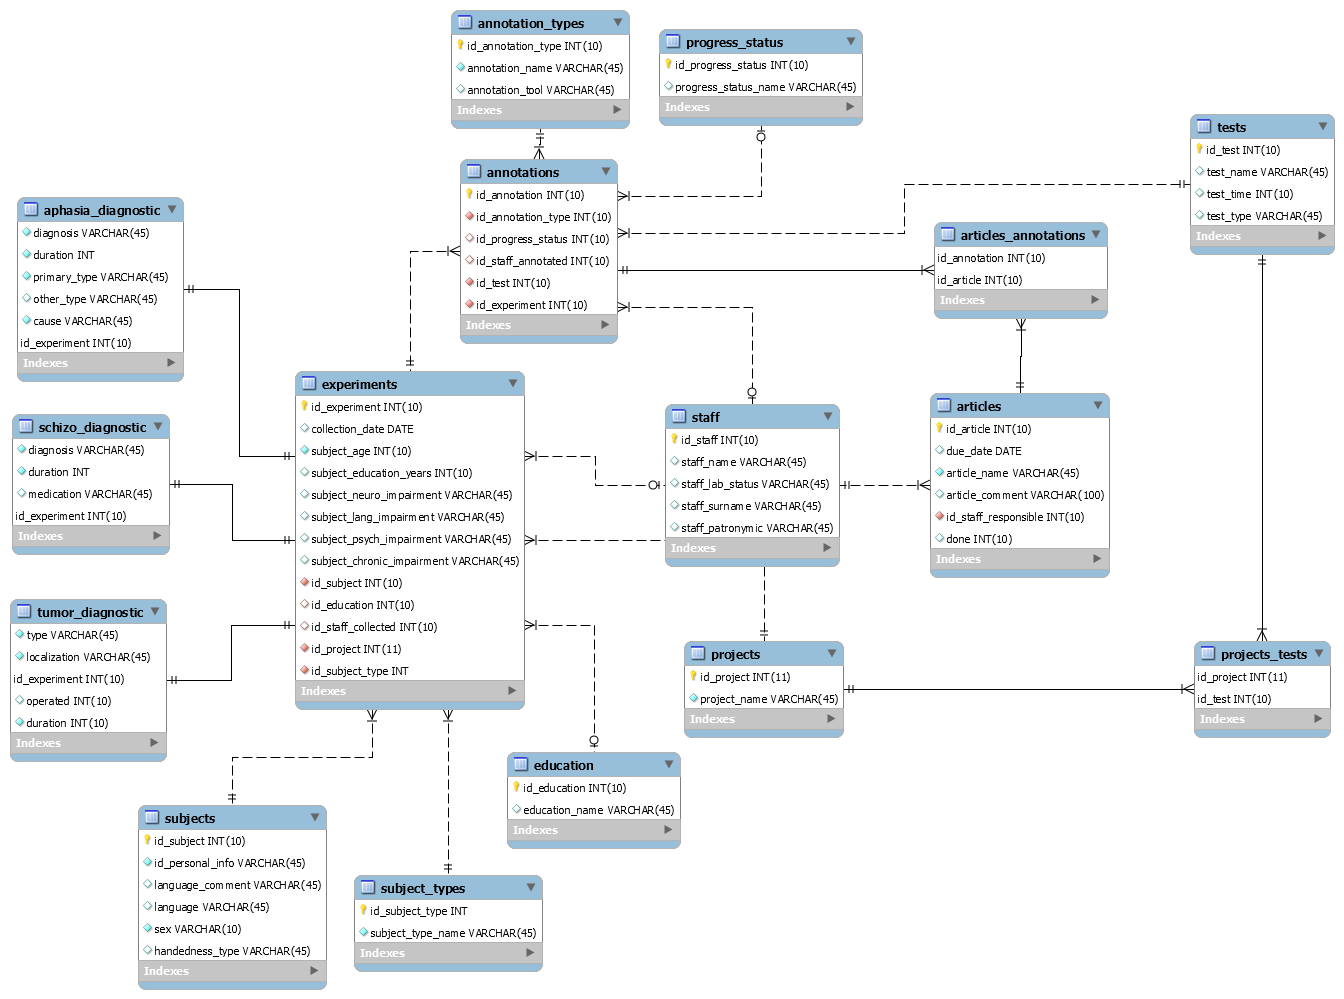 annotation_types
id_annotation_type INT(10)
annotation_name VARCHAR(45)
annotation_tool VARCHAR(45)
Indexes
progress_status
id_progress_status INT(10)
progress_status_name VARCHAR(45)
Indexes
tests
id_test INT(10)
test_name VARCHAR(45)
test_time INT(10)
test_type VARCHAR(45)
Indexes
annotations
id_annotation INT(10)
id_annotation_type INT(10)
id_progress_status INT(10)
id_staff_annotated INT(10)
id_test INT(10)
id_experiment INT(10)
Indexes
aphasia_diagnostic
diagnosis VARCHAR(45)
duration INT
primary_type VARCHAR(45)
other_type VARCHAR(45)
cause VARCHAR(45)
id_experiment INT(10)
Indexes
articles_annotations
id_annotation INT(10)
id_article INT(10)
Indexes
experiments
id_experiment INT(10)
collection_date DATE
subject_age INT(10)
subject_education_years INT(10)
subject_neuro_impairment VARCHAR(45)
subject_lang_impairment VARCHAR(45)
subject_psych_impairment VARCHAR(45)
subject_chronic_impairment VARCHAR(45)
id_subject INT(10)
id_education INT(10)
id_staff_collected INT(10)
id_project INT(11)
id_subject_type INT
Indexes
staff
id_staff INT(10)
staff_name VARCHAR(45)
staff_lab_status VARCHAR(45)
staff_surname VARCHAR(45)
staff_patronymic VARCHAR(45)
Indexes
articles
id_article INT(10)
due_date DATE
article_name VARCHAR(45)
article_comment VARCHAR(100)
id_staff_responsible INT(10)
done INT(10)
Indexes
schizo_diagnostic
diagnosis VARCHAR(45)
duration INT
medication VARCHAR(45)
id_experiment INT(10)
Indexes
tumor_diagnostic
type VARCHAR(45)
localization VARCHAR(45)
id_experiment INT(10)
operated INT(10)
duration INT(10)
Indexes
projects
id_project INT(11)
project_name VARCHAR(45)
Indexes
projects_tests
id_project INT(11)
id_test INT(10)
Indexes
education
id_education INT(10)
education_name VARCHAR(45)
Indexes
subjects
id_subject INT(10)
id_personal_info VARCHAR(45)
language_comment VARCHAR(45)
language VARCHAR(45)
sex VARCHAR(10)
handedness_type VARCHAR(45)
Indexes
subject_types
id_subject_type INT
subject_type_name VARCHAR(45)
Indexes